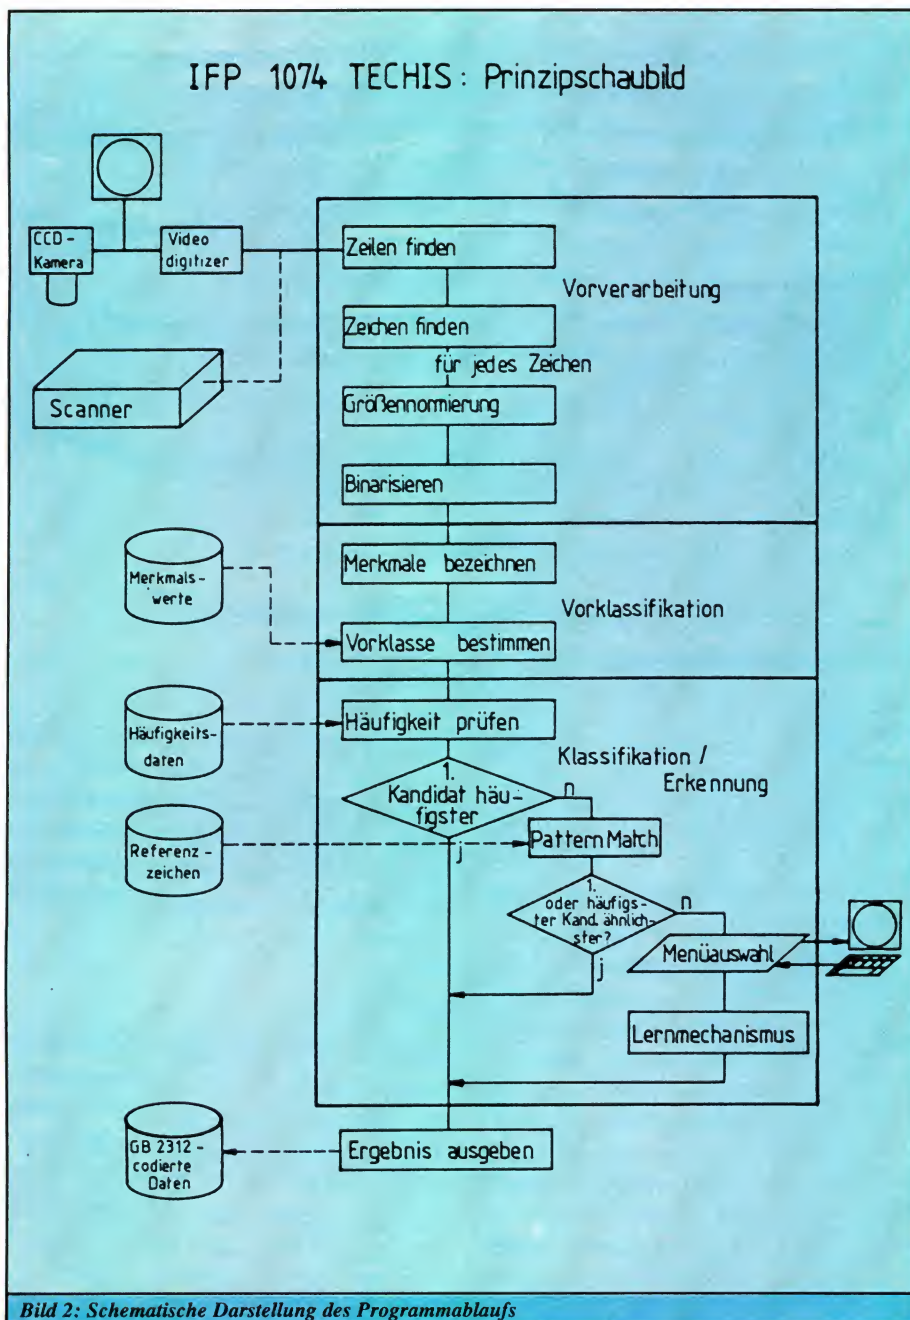 IFP 1074 TECHIS: Prinzipschaubild
CCD-
Kamera
Video
digitizer
Scanner
Zeilen finden
Vorverarbeitung
Zeichen finden
für jedes Zeichen
Größennormierung
Binarisieren
Merkmals-
werte
Merkmale bezeichnen
Vorklassifikation
Vorklasse bestimmen
Häufigkeits-
daten
Häufigkeit prüfen
Klassifikation /
Erkennung
1.
Kandidat häu-
figster
n
j
Referenz-
zeichen
Pattern Match
1.
oder häufigs-
ter Kand. ähnlich-
ster?
n
j
Menüauswahl
Lernmechanismus
GB 2312-
codierte
Daten
Ergebnis ausgeben
Bild 2: Schematische Darstellung des Programmablaufs